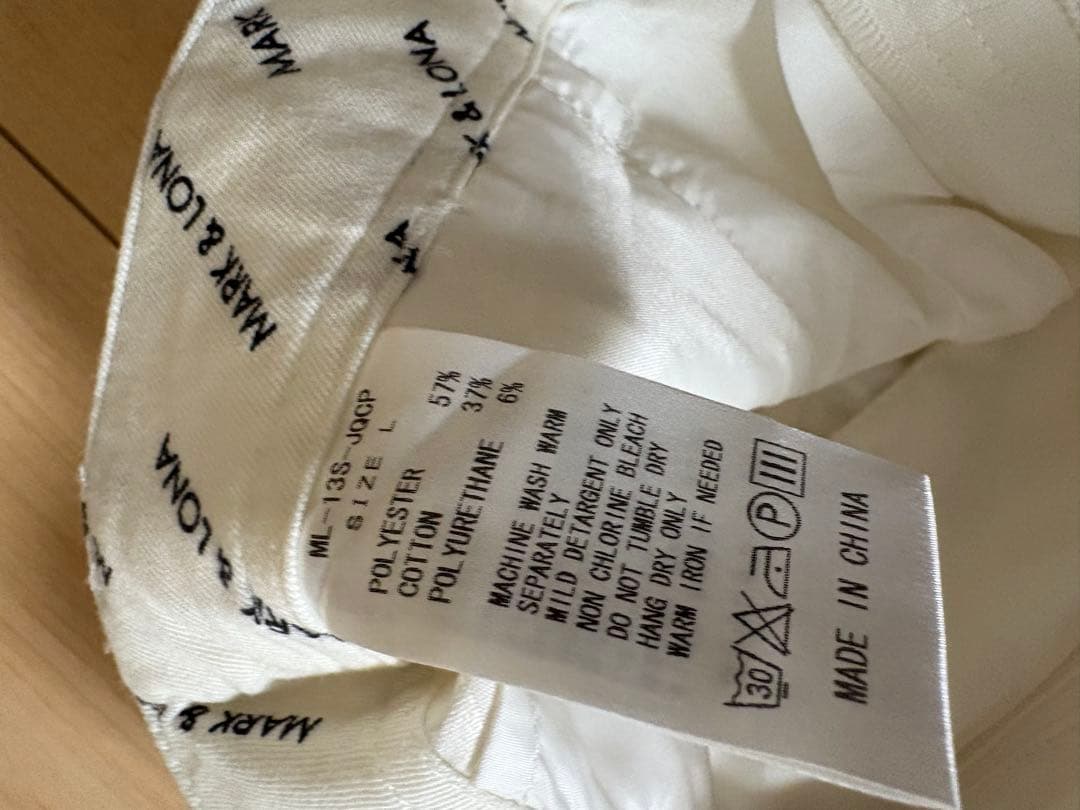 MARK
& LONA
MARK & LONA
MARK & LONA
& LONA
MARK &
ML-13S-JQCP
SIZE L
POLYESTER 57%
COTTON 37%
POLYURETHANE 6%
MACHINE WASH WARM
SEPARATELY
MILD DETARGENT ONLY
NON CHLORINE BLEACH
DO NOT TUMBLE DRY
HANG DRY ONLY
WARM IRON IF NEEDED
30 P
MADE IN CHINA